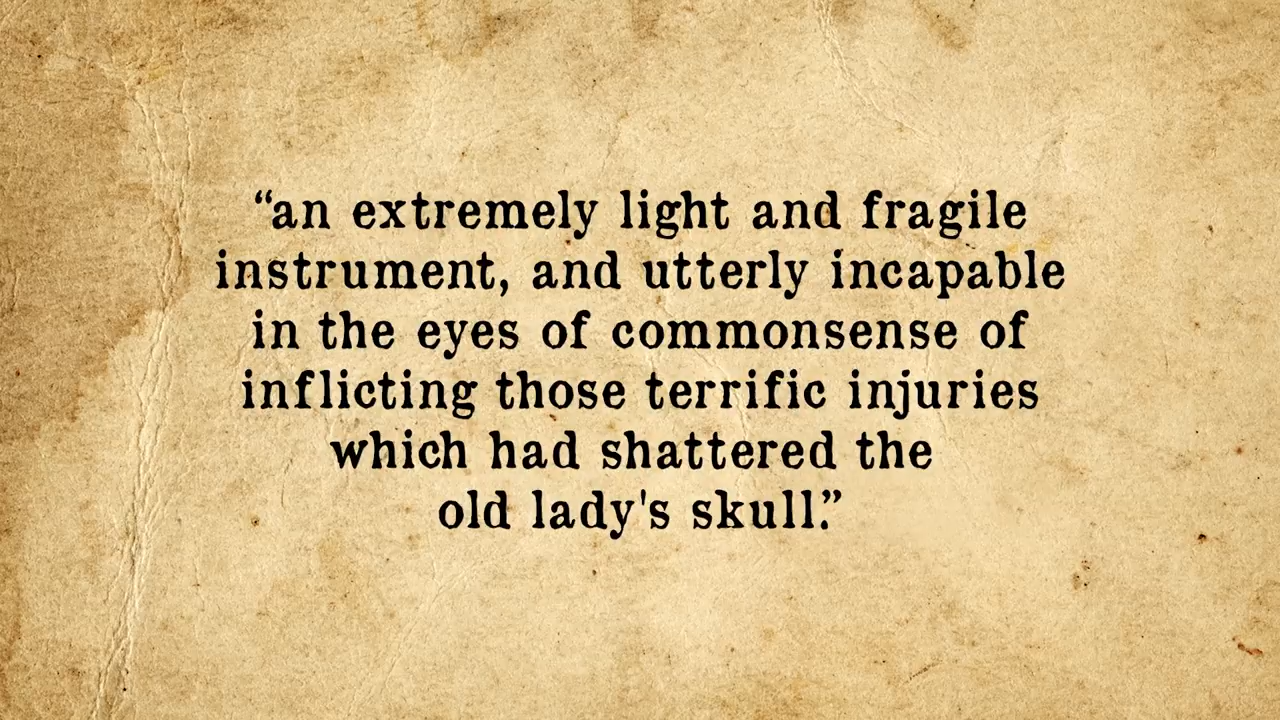 “an extremely light and fragile
instrument, and utterly incapable
in the eyes of commonsense of
inflicting those terrific injuries
which had shattered the
old lady's skull.”